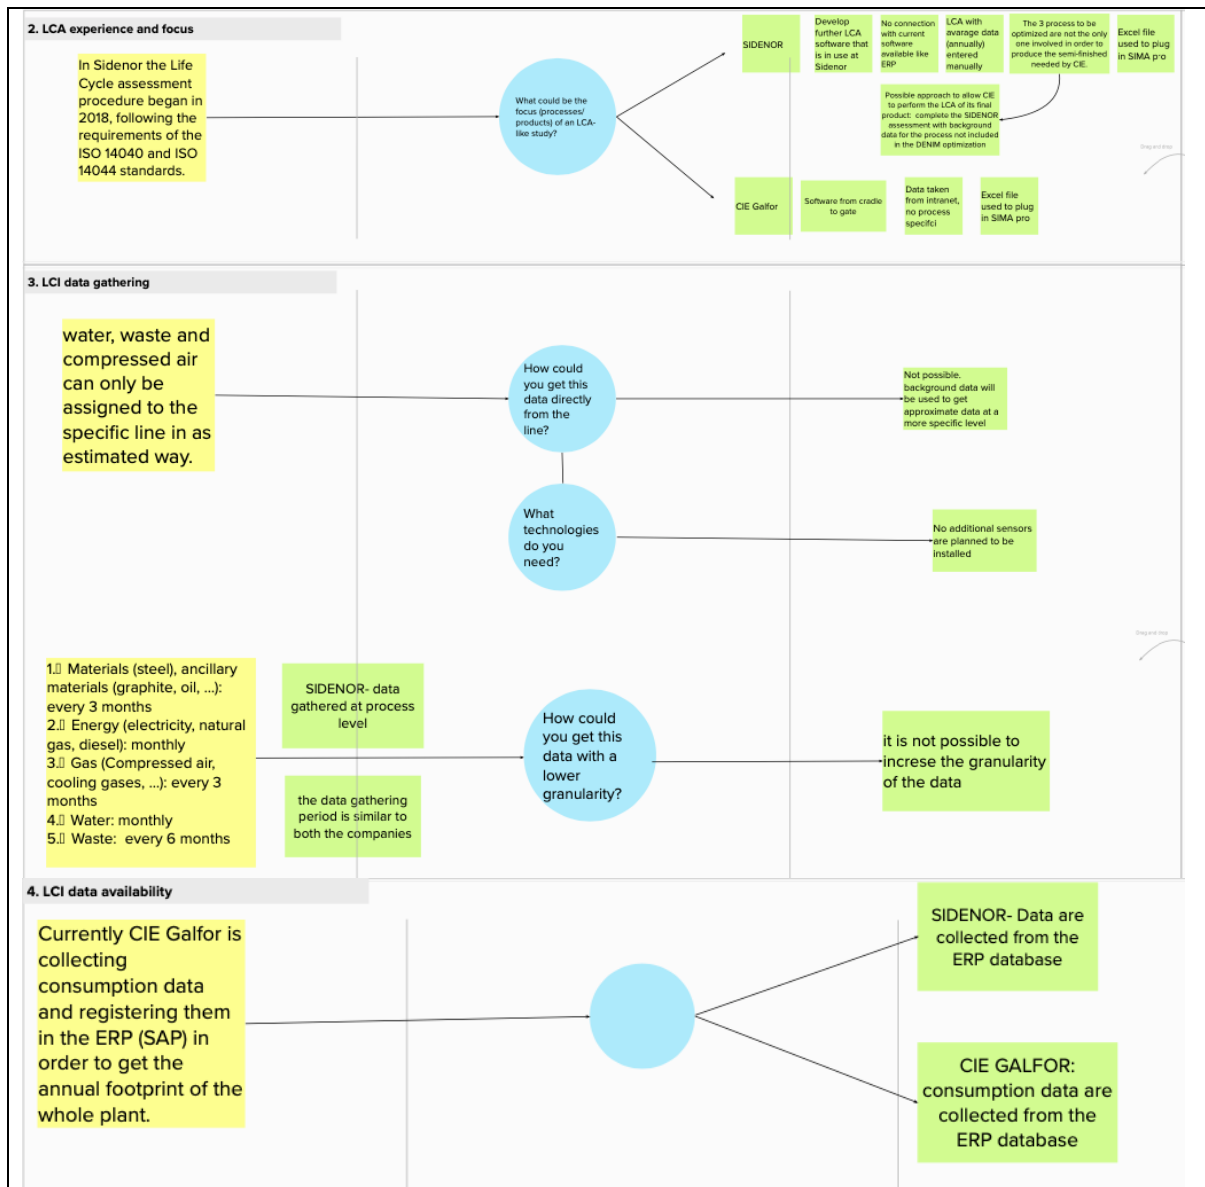 2. LCA experience and focus
In Sidenor the Life
Cycle assessment
procedure began in
2018, following the
requirements of the
ISO 14040 and ISO
14044 standards.
What could be the
focus (processes/
products) of an LCA-
like study?
SIDENOR
Develop
further LCA
software that
is in use at
Sidenor
No connection
with current
software
available like
ERP
LCA with
avarage data
(annually)
entered
manually
The 3 process to be
optimized are not the only
one involved in order to
produce the semi-finished
needed by CIE.
Excel file
used to plug
in SIMA pro
Possible approach to allow CIE
to perform the LCA of its final
product: complete the SIDENOR
assessment with background
data for the process not included
in the DENIM optimization
Drag and drop
CIE Galfor
Software from cradle
to gate
Data taken
from intranet,
no process
specifci
Excel file
used to plug
in SIMA pro
3. LCI data gathering
water, waste and
compressed air
can only be
assigned to the
specific line in as
estimated way.
How could
you get this
data directly
from the
line?
Not possible.
background data will
be used to get
approximate data at a
more specific level
What
technologies
do you
need?
No additional sensors
are planned to be
installed
Drag and drop
1. Materials (steel), ancillary
materials (graphite, oil, ...):
every 3 months
2. Energy (electricity, natural
gas, diesel): monthly
3. Gas (Compressed air,
cooling gases, ...): every 3
months
4. Water: monthly
5. Waste: every 6 months
SIDENOR- data
gathered at process
level
the data gathering
period is similar to
both the companies
How could
you get this
data with a
lower
granularity?
it is not possible to
increse the granularity
of the data
4. LCI data availability
Currently CIE Galfor is
collecting
consumption data
and registering them
in the ERP (SAP) in
order to get the
annual footprint of the
whole plant.
SIDENOR- Data are
collected from the
ERP database
CIE GALFOR:
consumption data are
collected from the
ERP database